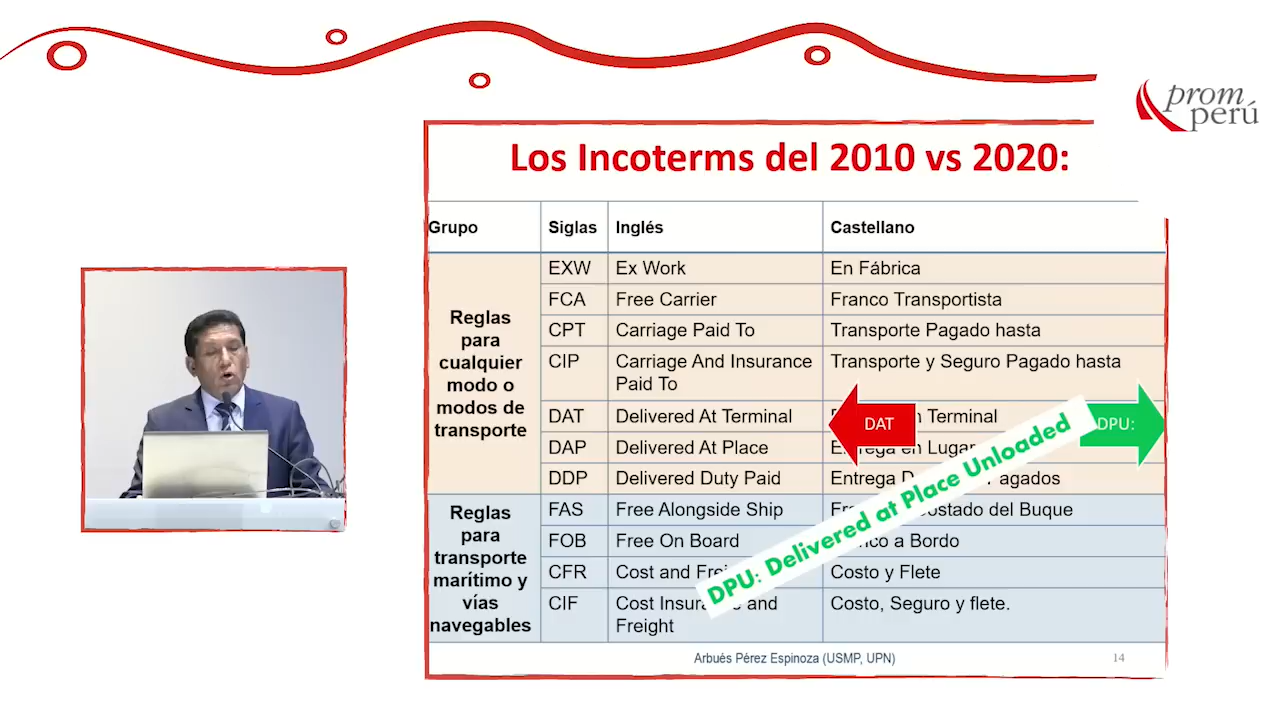 prom
perú
Los Incoterms del 2010 vs 2020:
Grupo Siglas Inglés Castellano
Reglas
para
cualquier
modo o
modos de
transporte
EXW Ex Work En Fábrica
FCA Free Carrier Franco Transportista
CPT Carriage Paid To Transporte Pagado hasta
CIP Carriage And Insurance Transporte y Seguro Pagado hasta
Paid To
DAT Delivered At Terminal Terminal
DAP Delivered At Place en
DDP Delivered Duty Paid Entrega
DAT
DPU:
DPU: Delivered at Place Unloaded
Reglas
para
transporte
marítimo y
vías
navegables
FAS Free Alongside Ship del Buque
FOB Free On Board a Bordo
CFR Cost and Costo y Flete
CIF Cost and Costo, Seguro y flete.
Freight
Arbués Pérez Espinoza (USMP, UPN)
14